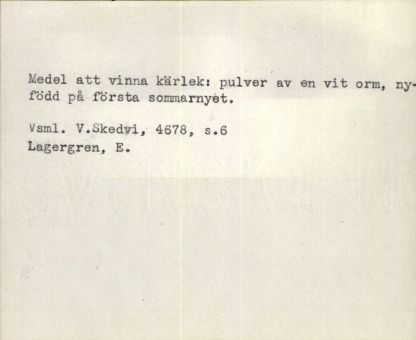 Medel att vinna kärlek: pulver av en vit orm, ny-
född på första sommarnyet.
Vsml. V.Skedvi, 4678, s.6
Lagergren, E.